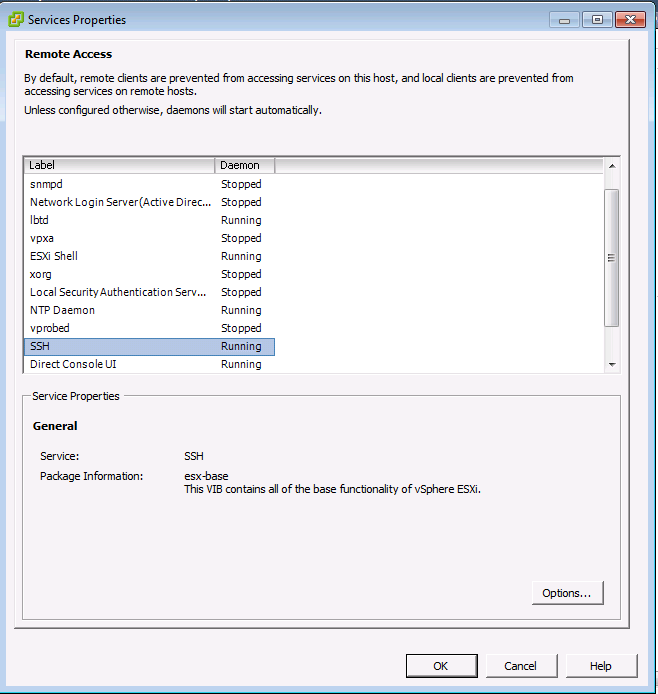 Services Properties
Remote Access
By default, remote clients are prevented from accessing services on this host, and local clients are prevented from
accessing services on remote hosts.
Unless configured otherwise, daemons will start automatically.
Label Daemon
snmpd Stopped
Network Login Server(Active Direc... Stopped
lbtd Running
vpxa Stopped
ESXi Shell Running
xorg Stopped
Local Security Authentication Serv... Stopped
NTP Daemon Running
vprobed Stopped
SSH Running
Direct Console UI Running
Service Properties
General
Service: SSH
Package Information: esx-base
This VIB contains all of the base functionality of vSphere ESXi.
Options...
OK Cancel Help